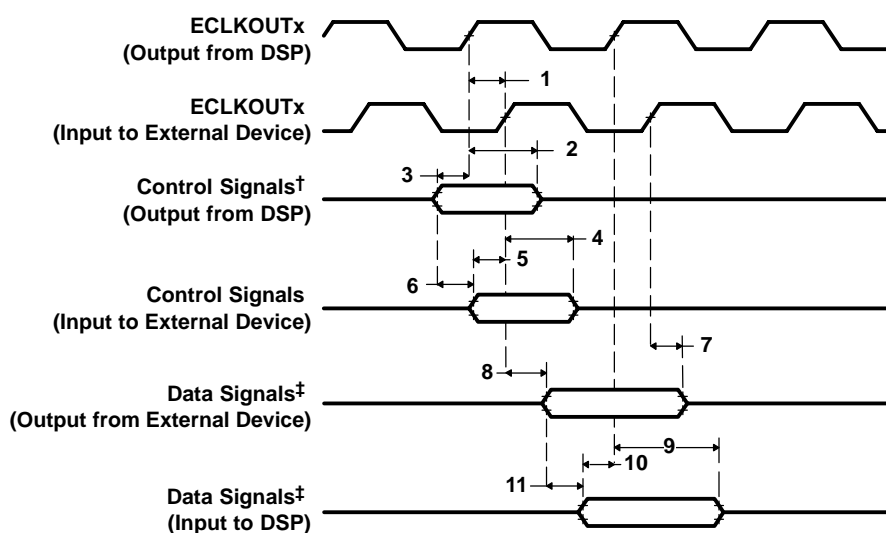 ECLKOUTx
(Output from DSP)
1
ECLKOUTx
(Input to External Device)
2
3
Control Signals†
(Output from DSP)
4
5
6
Control Signals
(Input to External Device)
7
8
Data Signals‡
(Output from External Device)
9
10
11
Data Signals‡
(Input to DSP)